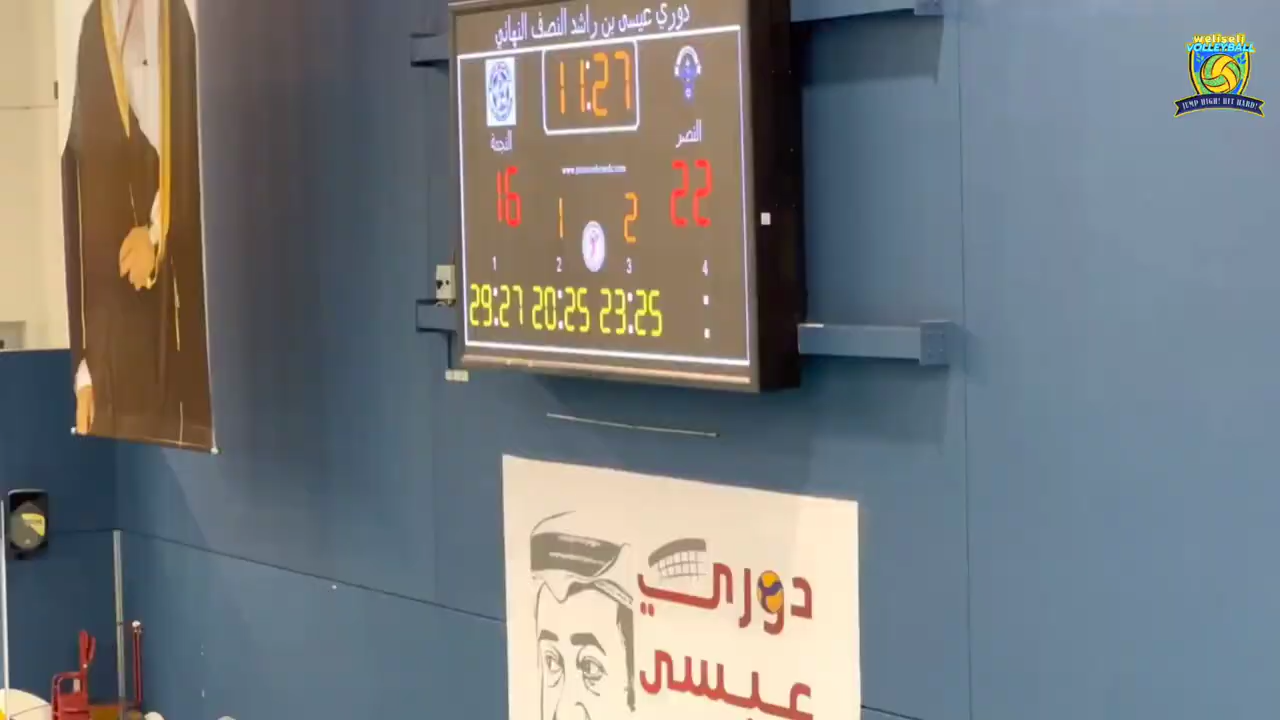 دوري عيسى بن راشد النصف النهائي
11:27
النجمة
النصر
16
22
1
2
1 2 3 4
29:27 20:25 23:25 :
دوري
عيسى
weliseli
VOLLEYBALL
JUMP HIGH! HIT HARD!